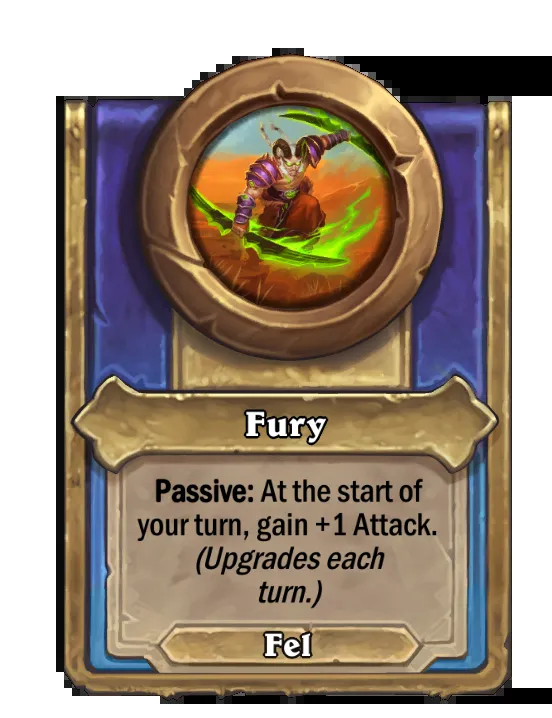 Fury
Passive: At the start of
your turn, gain +1 Attack.
(Upgrades each
turn.)
Fel